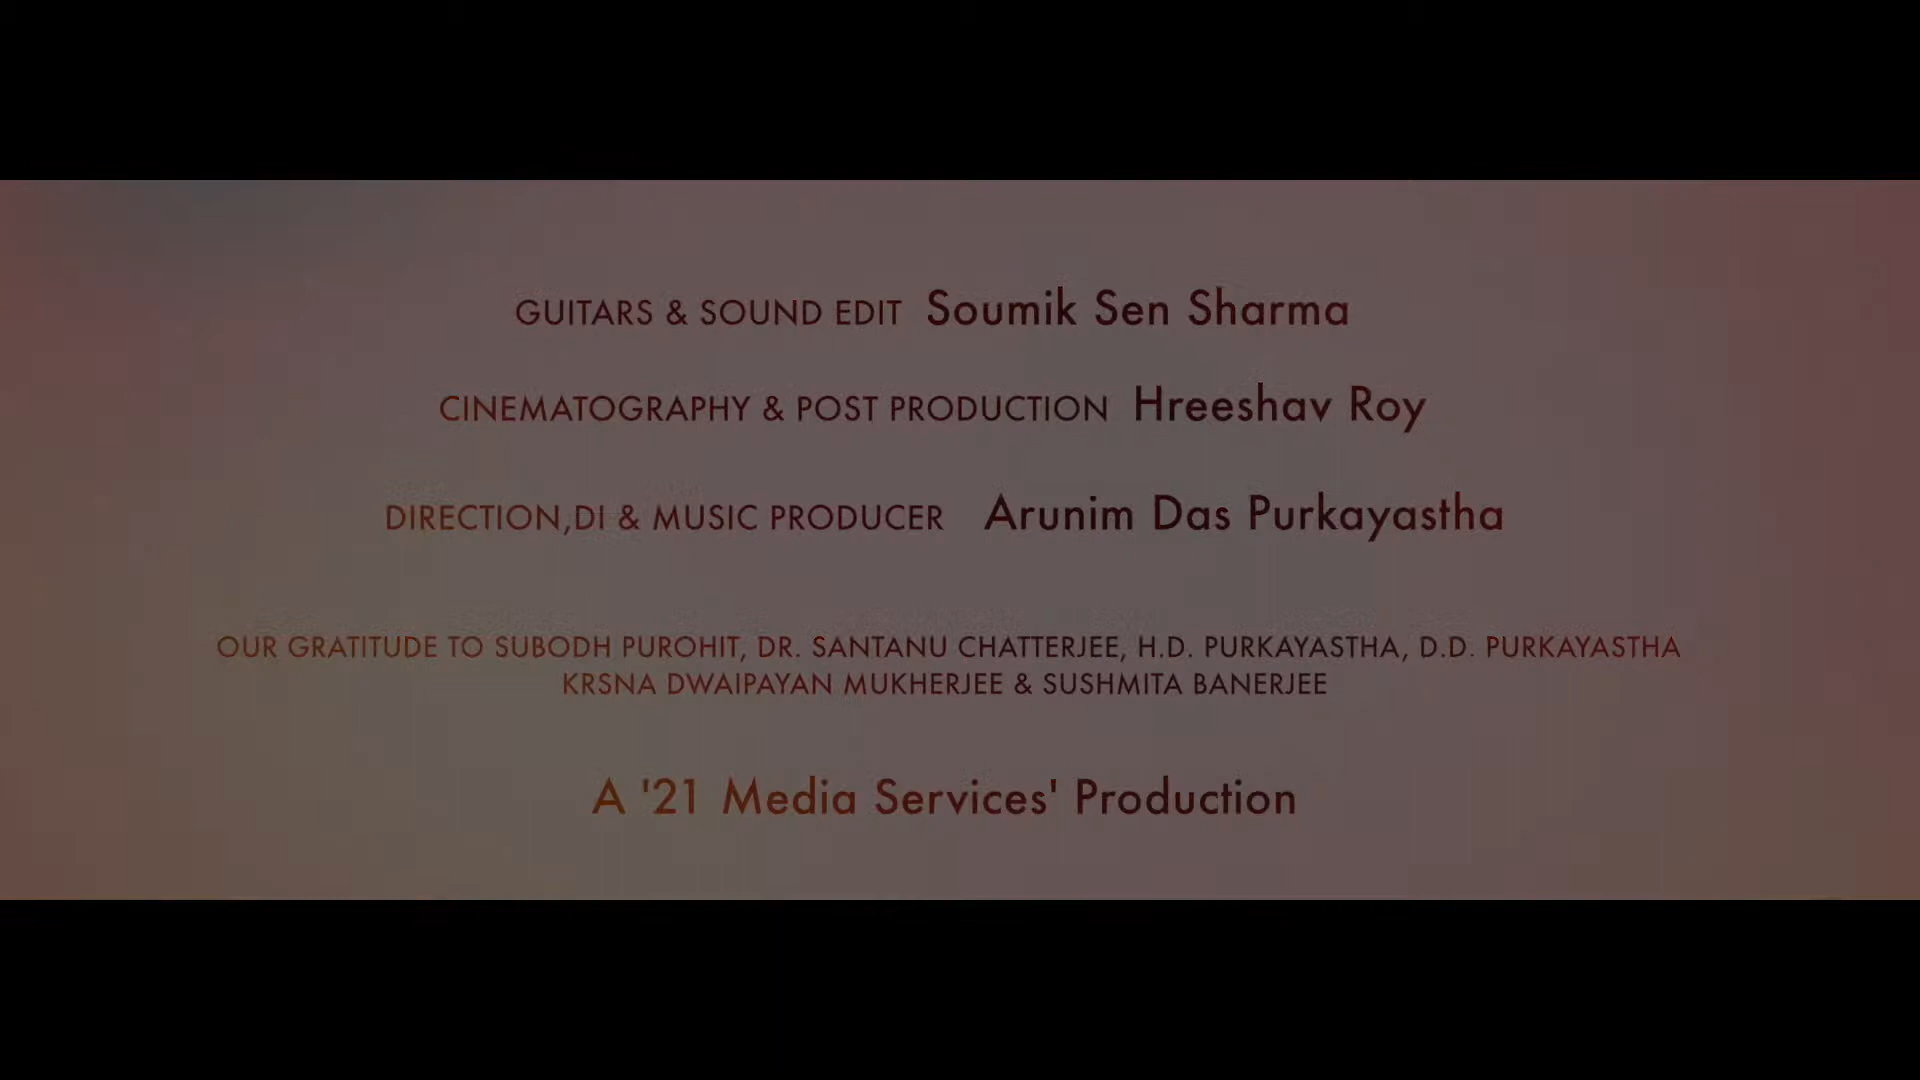 GUITARS & SOUND EDIT Soumik Sen Sharma
CINEMATOGRAPHY & POST PRODUCTION Hreeshav Roy
DIRECTION,DI & MUSIC PRODUCER Arunim Das Purkayastha
OUR GRATITUDE TO SUBODH PUROHIT, DR. SANTANU CHATTERJEE, H.D. PURKAYASTHA, D.D. PURKAYASTHA
KRSNA DWAIPAYAN MUKHERJEE & SUSHMITA BANERJEE
A '21 Media Services' Production